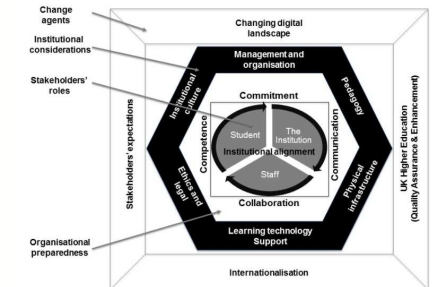 Change
agents
Institutional
considerations
Stakeholders'
roles
Organisational
preparedness
Changing digital
landscape
Stakeholders' expectations
UK Higher Education
(Quality Assurance & Enhancement)
Internationalisation
Management and
organisation
Institutional
culture
Pedagogy
Ethics and
legal
Physical
infrastructure
Learning technology
Support
Commitment
Competence
Communication
Collaboration
Student
The
Institution
Institutional alignment
Staff